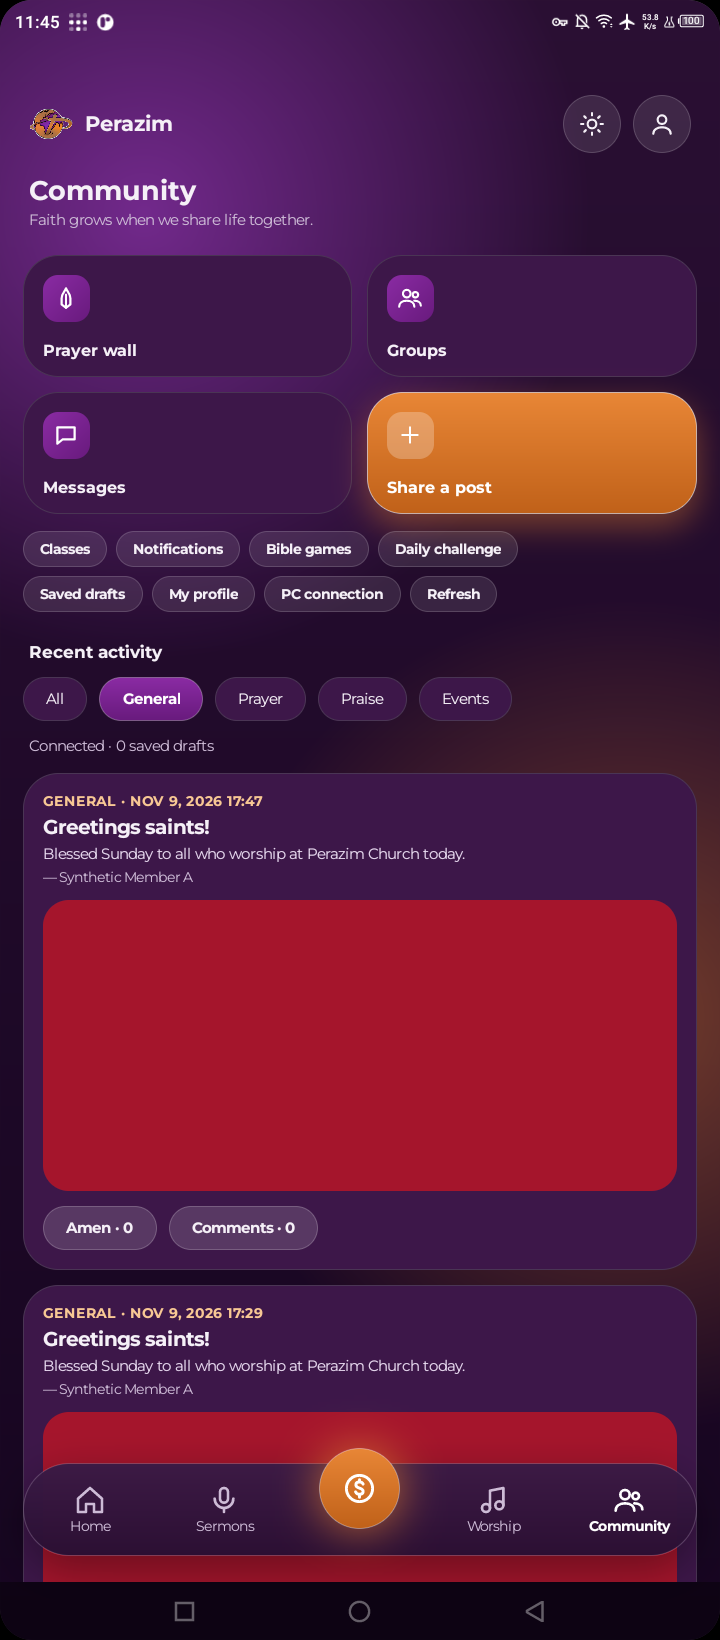 11:45
53.8
K/s
100
Perazim
Community
Faith grows when we share life together.
Prayer wall
Groups
Messages
Share a post
Classes
Notifications
Bible games
Daily challenge
Saved drafts
My profile
PC connection
Refresh
Recent activity
All
General
Prayer
Praise
Events
Connected · 0 saved drafts
GENERAL · NOV 9, 2026 17:47
Greetings saints!
Blessed Sunday to all who worship at Perazim Church today.
— Synthetic Member A
Amen · 0
Comments · 0
GENERAL · NOV 9, 2026 17:29
Greetings saints!
Blessed Sunday to all who worship at Perazim Church today.
— Synthetic Member A
Home
Sermons
Worship
Community